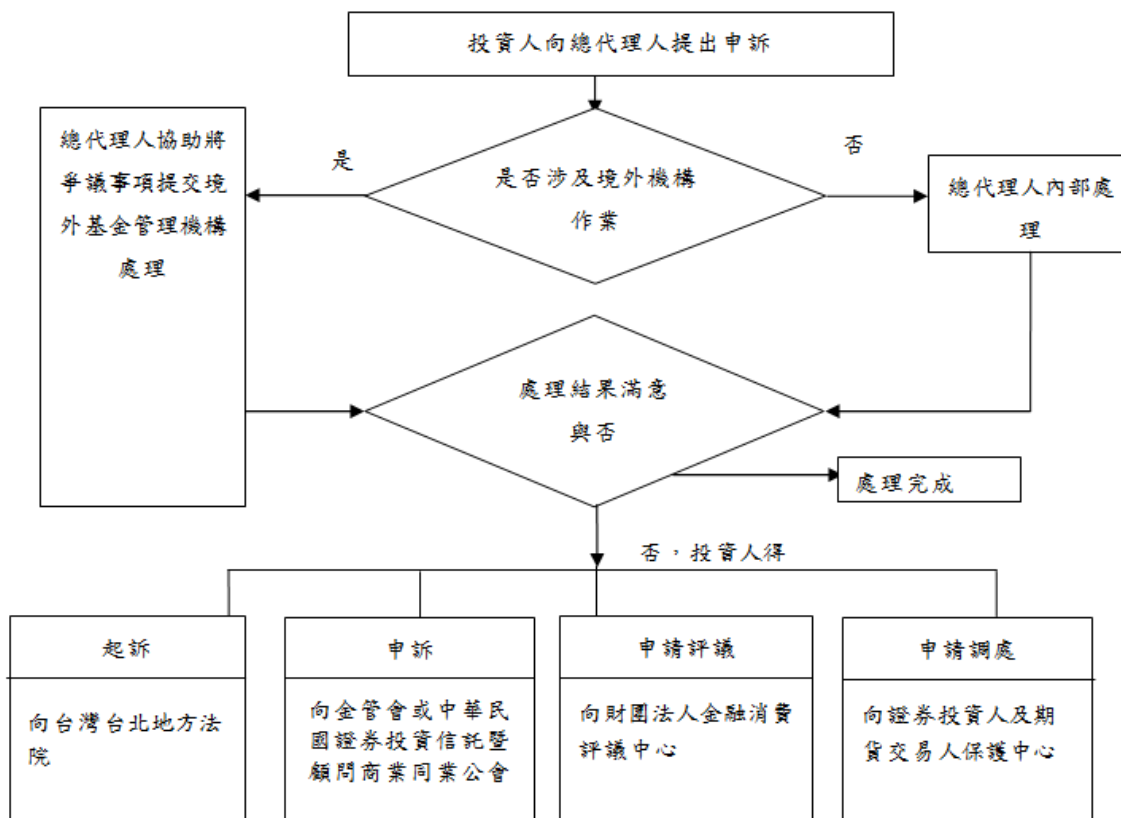 投資人向總代理人提出申訴
總代理人協助將
爭議事項提交境
外基金管理機構
處理
是
是否涉及境外機構
作業
否
總代理人內部處
理
處理結果滿意
與否
處理完成
否，投資人得
起訴
向台灣台北地方法
院
申訴
向金管會或中華民
國證券投資信託暨
顧問商業同業公會
申請評議
向財團法人金融消費
評議中心
申請調處
向證券投資人及期
貨交易人保護中心